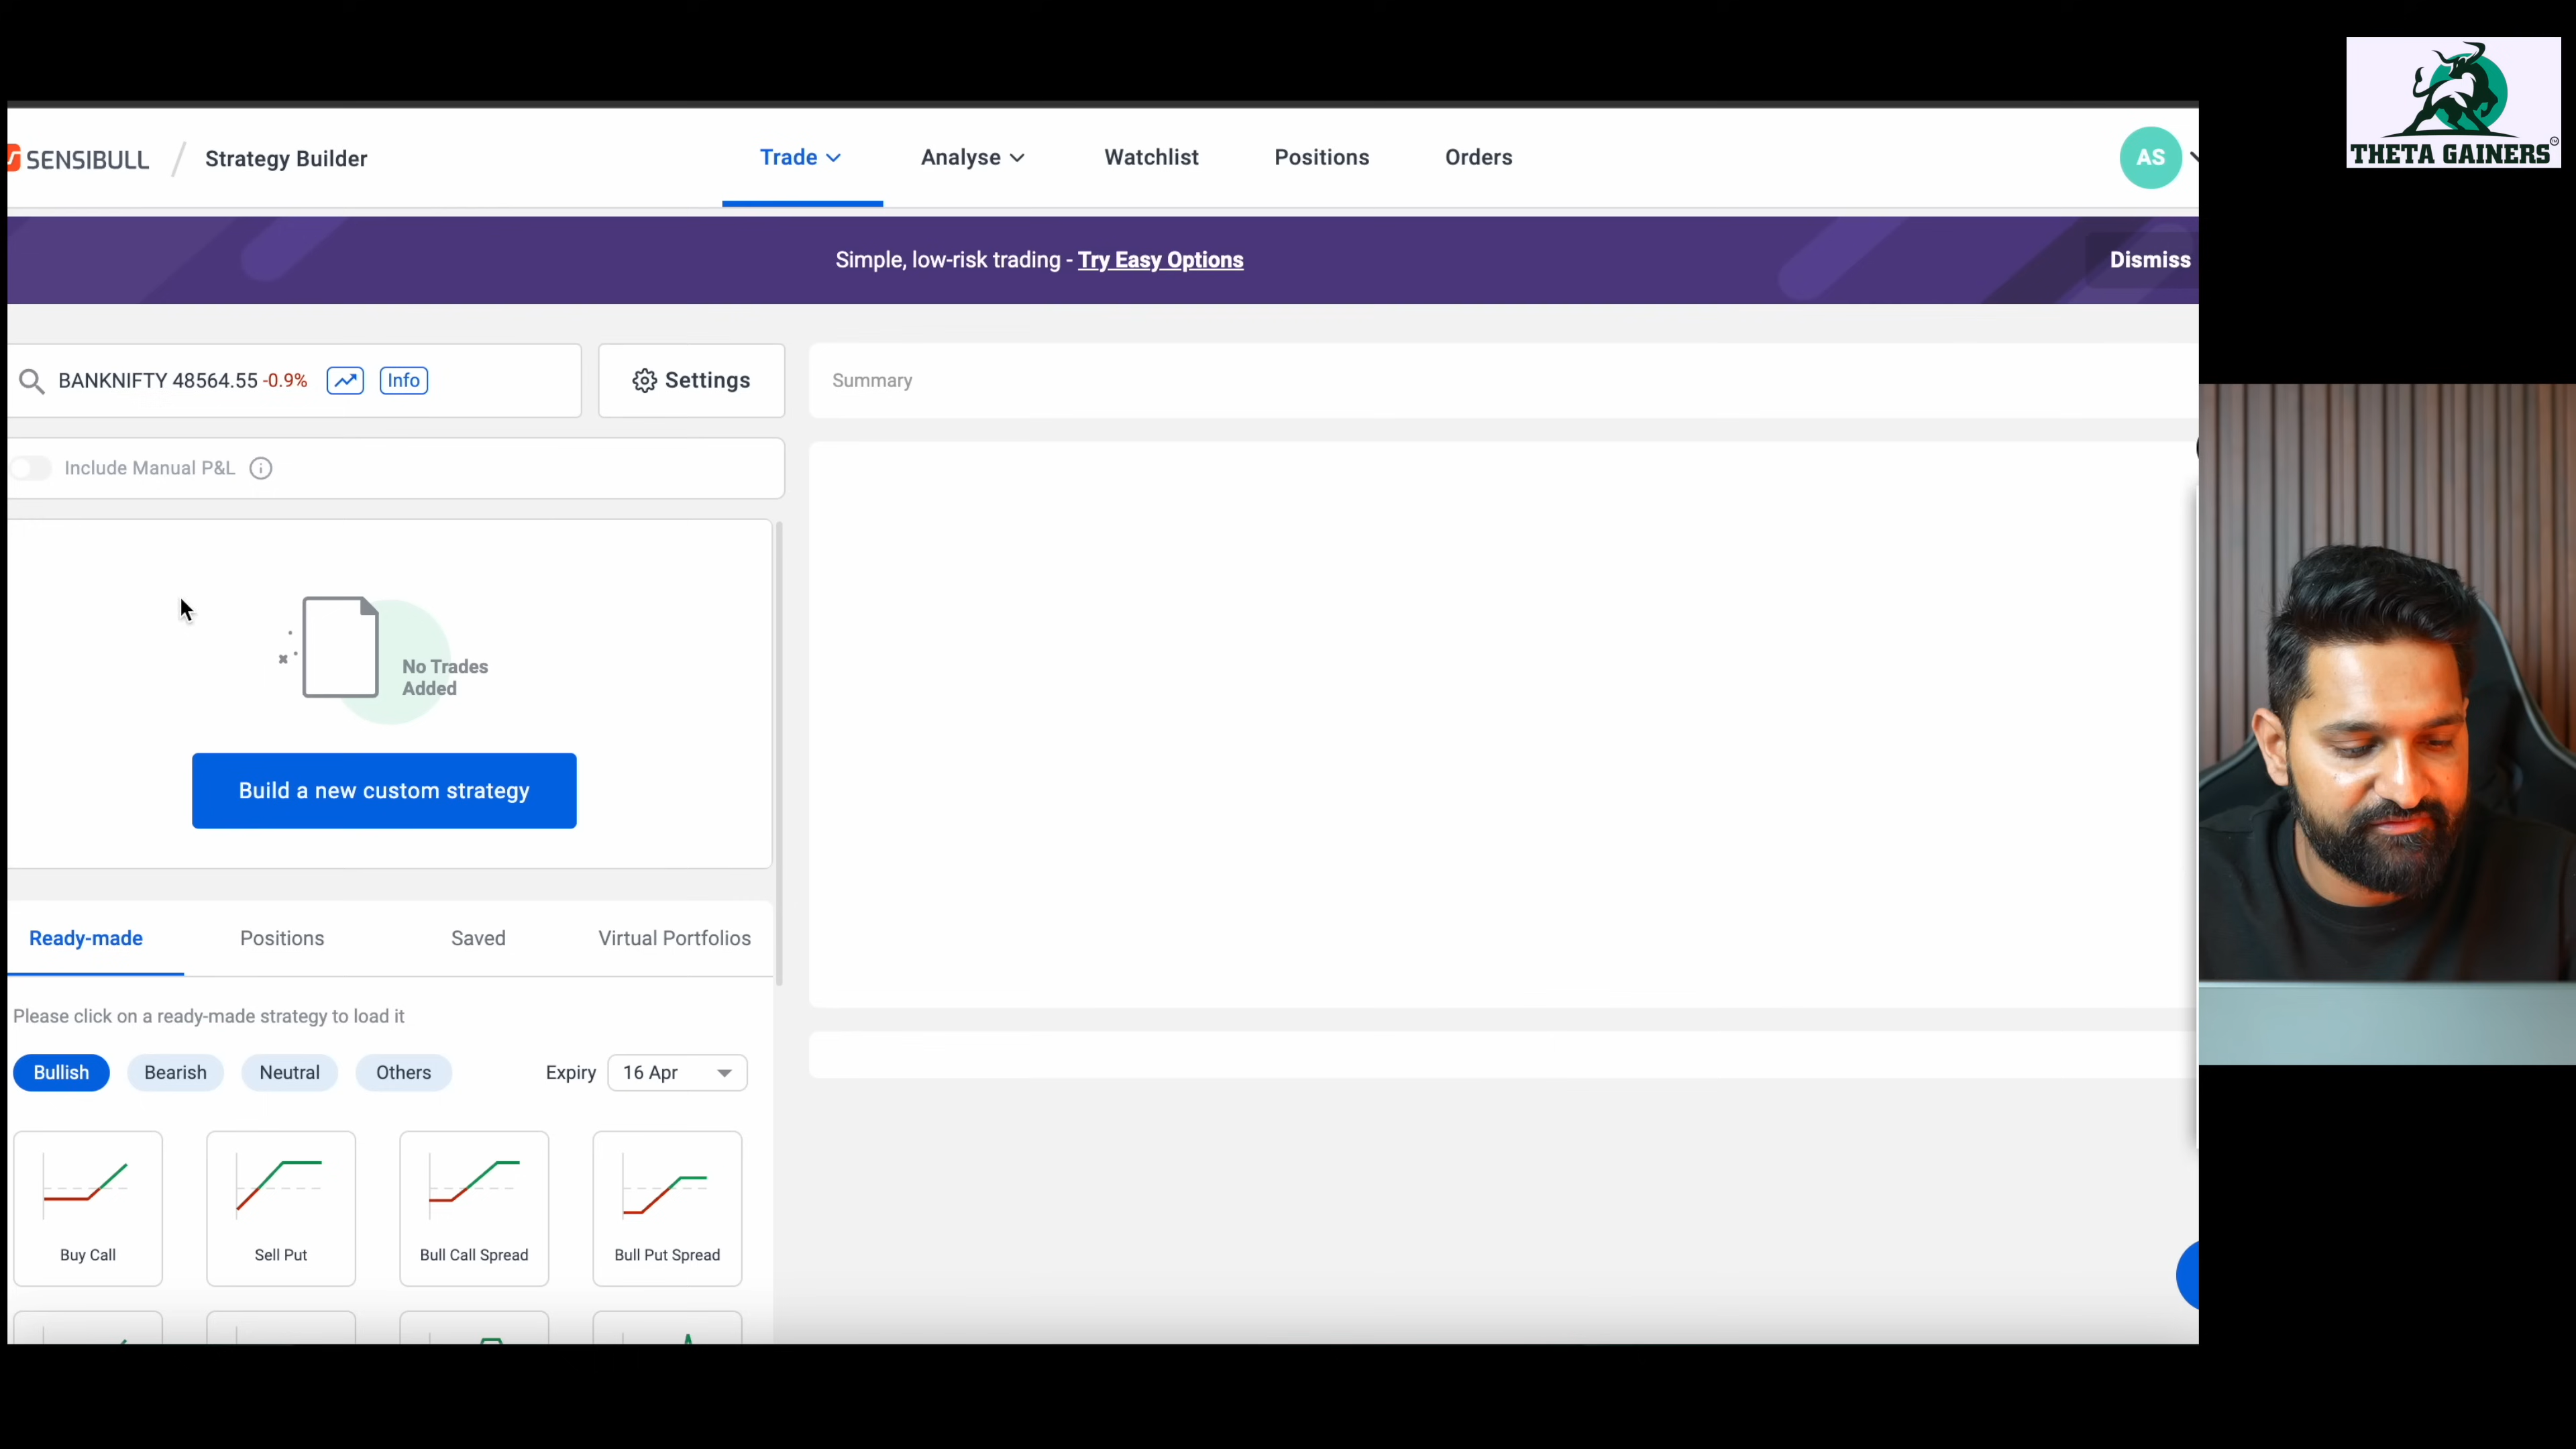 THETA GAINERS
SENSIBULL / Strategy Builder
Trade
Analyse
Watchlist
Positions
Orders
AS
Simple, low-risk trading - Try Easy Options
Dismiss
BANKNIFTY 48564.55 -0.9%
Info
Settings
Summary
Include Manual P&L
No Trades
Added
Build a new custom strategy
Ready-made
Positions
Saved
Virtual Portfolios
Please click on a ready-made strategy to load it
Bullish
Bearish
Neutral
Others
Expiry
16 Apr
Buy Call
Sell Put
Bull Call Spread
Bull Put Spread